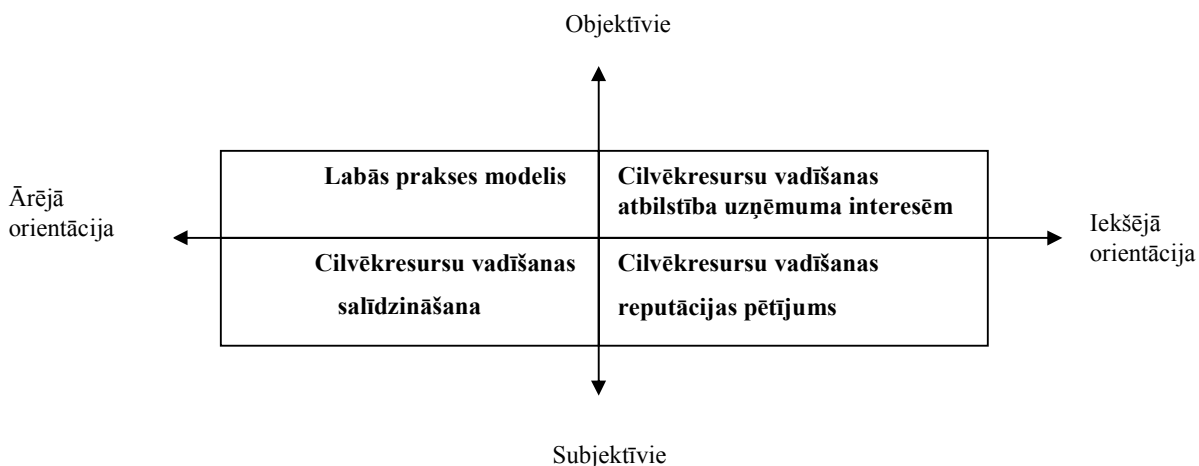 Objektīvie
Ārējā
orientācija
Labās prakses modelis
Cilvēkresursu vadīšanas
atbilstība uzņēmuma interesēm
Iekšējā
orientācija
Cilvēkresursu vadīšanas
salīdzināšana
Cilvēkresursu vadīšanas
reputācijas pētījums
Subjektīvie